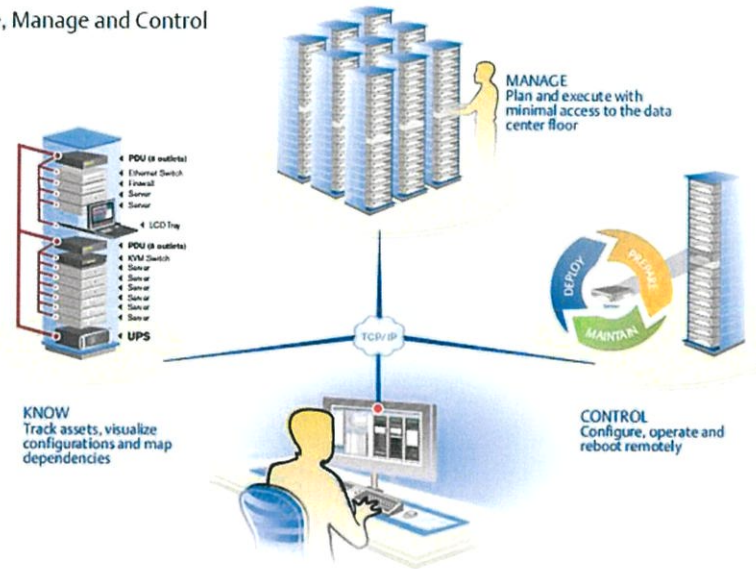 , Manage and Control
MANAGE
Plan and execute with
minimal access to the data
center floor
PDU (8 outlets)
Ethernet Switch
Firewall
Server
Server
LCD Tray
PDU (8 outlets)
KVM Switch
Server
Server
Server
Server
Server
Server
UPS
DEPLOY
PREPARE
MAINTAIN
TCP/IP
KNOW
Track assets, visualize
configurations and map
dependencies
CONTROL
Configure, operate and
reboot remotely